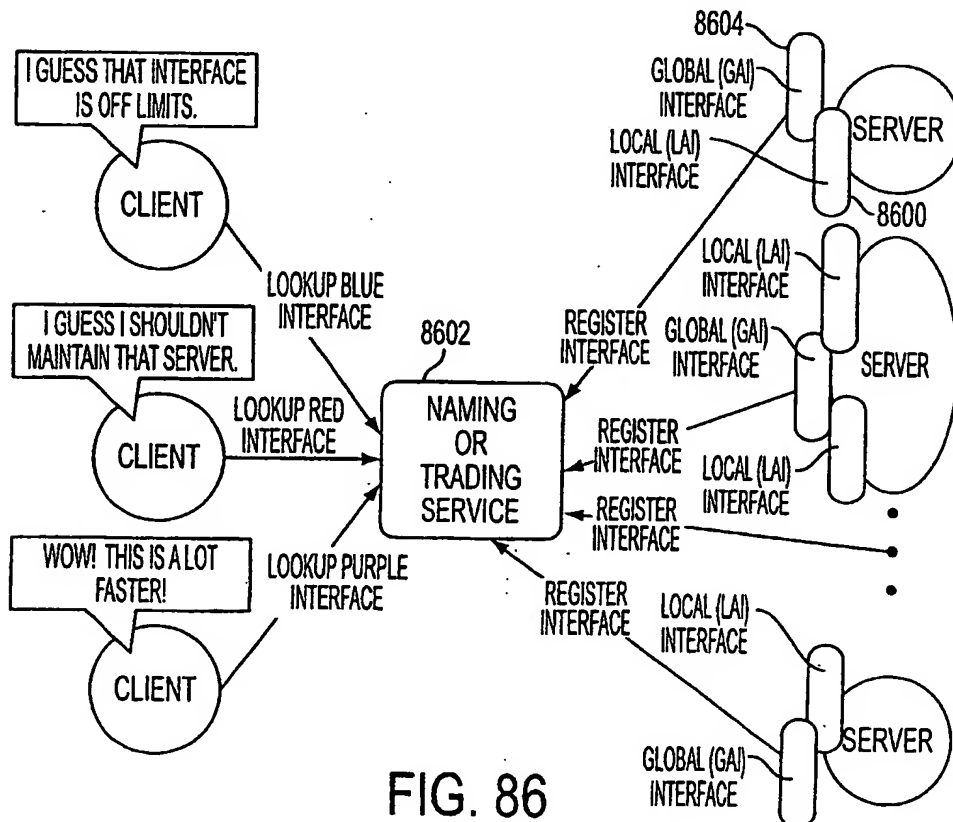 I GUESS THAT INTERFACE
IS OFF LIMITS.
CLIENT
LOOKUP BLUE
INTERFACE
I GUESS I SHOULDN'T
MAINTAIN THAT SERVER.
CLIENT
LOOKUP RED
INTERFACE
WOW! THIS IS A LOT
FASTER!
CLIENT
LOOKUP PURPLE
INTERFACE
8602
NAMING
OR
TRADING
SERVICE
8604
GLOBAL (GAI)
INTERFACE
LOCAL (LAI)
INTERFACE
SERVER
8600
REGISTER
INTERFACE
LOCAL (LAI)
INTERFACE
GLOBAL (GAI)
INTERFACE
SERVER
REGISTER
INTERFACE
LOCAL (LAI)
INTERFACE
REGISTER
INTERFACE
REGISTER
INTERFACE
LOCAL (LAI)
INTERFACE
SERVER
GLOBAL (GAI)
INTERFACE
FIG. 86